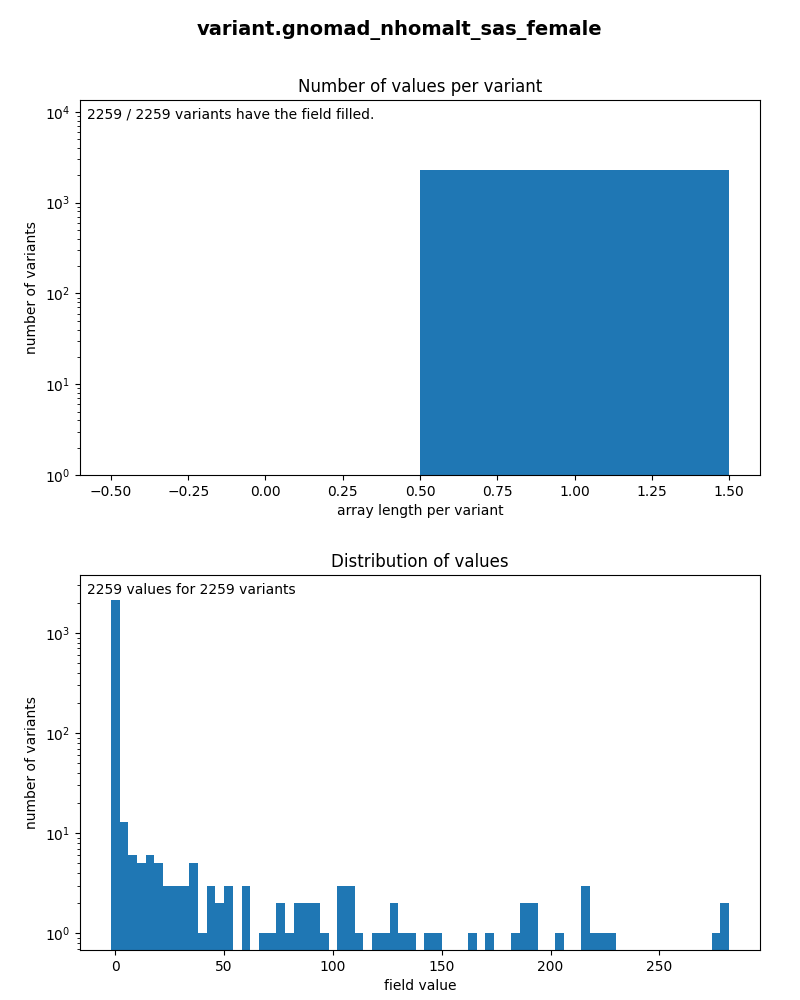 variant.gnomad_nhomalt_sas_female
Number of values per variant
2259 / 2259 variants have the field filled.
10^4
10^3
10^2
10^1
10^0
number of variants
−0.50 −0.25 0.00 0.25 0.50 0.75 1.00 1.25 1.50
array length per variant
Distribution of values
2259 values for 2259 variants
10^3
10^2
10^1
10^0
number of variants
0 50 100 150 200 250
field value